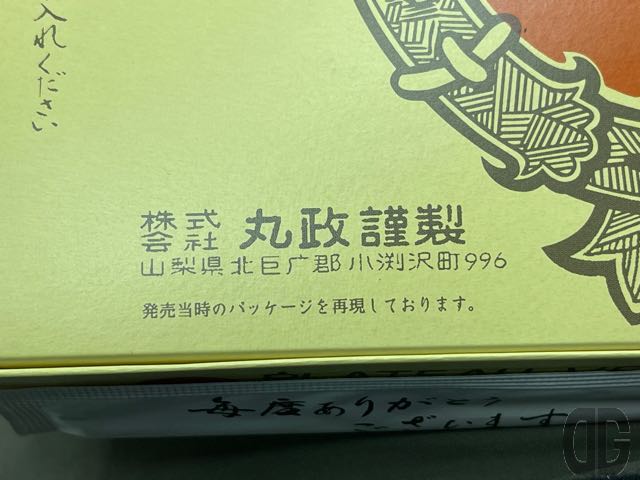 入れください
株式会社 丸政謹製
山梨県北巨广郡小渕沢町996
発売当時のパッケージを再現しております。
毎度ありがとう
ございます